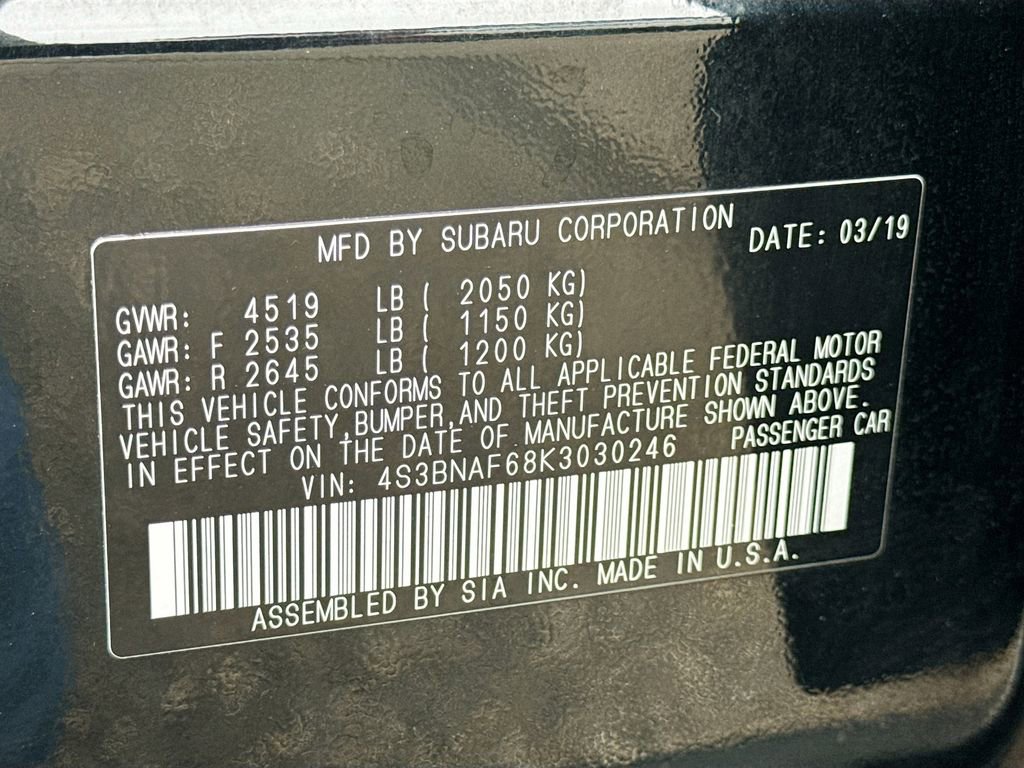 MFD BY SUBARU CORPORATION DATE: 03/19
GVWR: 4519 LB ( 2050 KG)
GAWR: F 2535 LB ( 1150 KG)
GAWR: R 2645 LB ( 1200 KG)
THIS VEHICLE CONFORMS TO ALL APPLICABLE FEDERAL MOTOR
VEHICLE SAFETY,BUMPER,AND THEFT PREVENTION STANDARDS
IN EFFECT ON THE DATE OF MANUFACTURE SHOWN ABOVE.
VIN: 4S3BNAF68K3030246 PASSENGER CAR
ASSEMBLED BY SIA INC. MADE IN U.S.A.